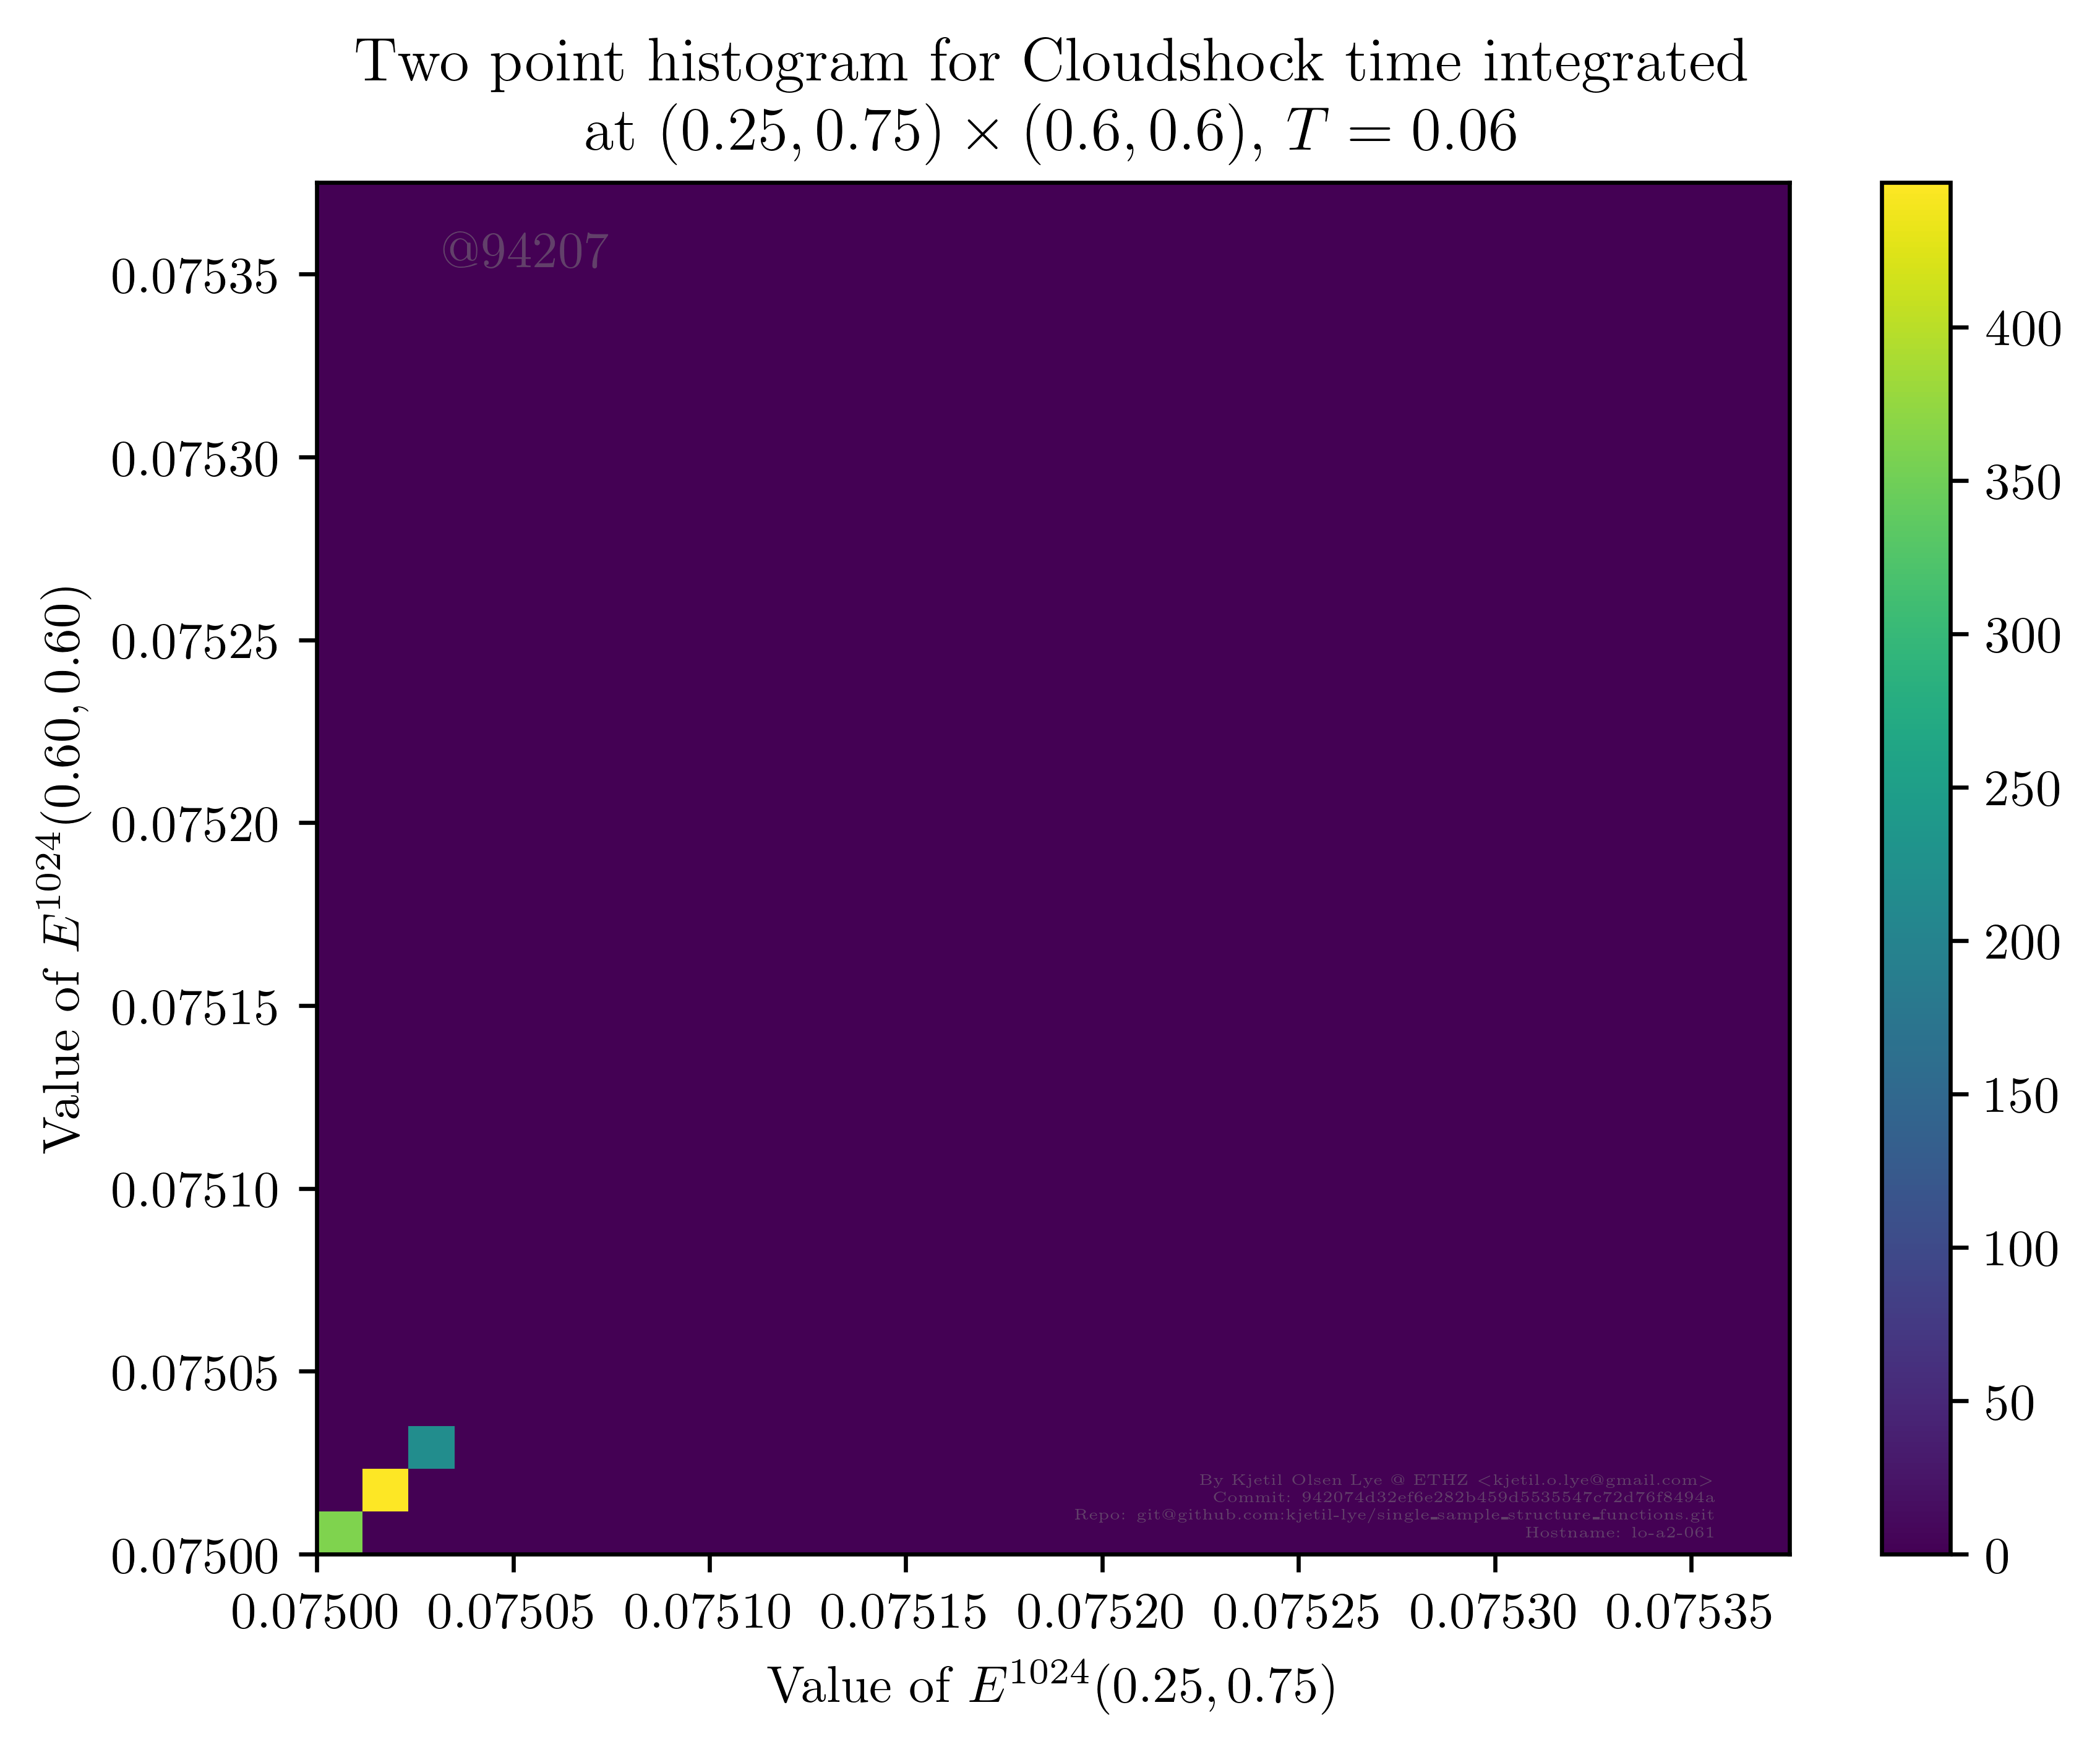 Two point histogram for Cloudshock time integrated
at (0.25, 0.75) × (0.6, 0.6), T = 0.06
@94207
0.07535
0.07530
0.07525
0.07520
0.07515
0.07510
0.07505
0.07500
Value of E^1024(0.60, 0.60)
400
350
300
250
200
150
100
50
0
By Kjetil Olsen Lye @ ETHZ <kjetil.o.lye@gmail.com>
Commit: 942074d32ef6e282b459d5535547c72d76f8494a
Repo: git@github.com:kjetil-lye/single_sample_structure_functions.git
Hostname: lo-a2-061
0.07500 0.07505 0.07510 0.07515 0.07520 0.07525 0.07530 0.07535
Value of E^1024(0.25, 0.75)